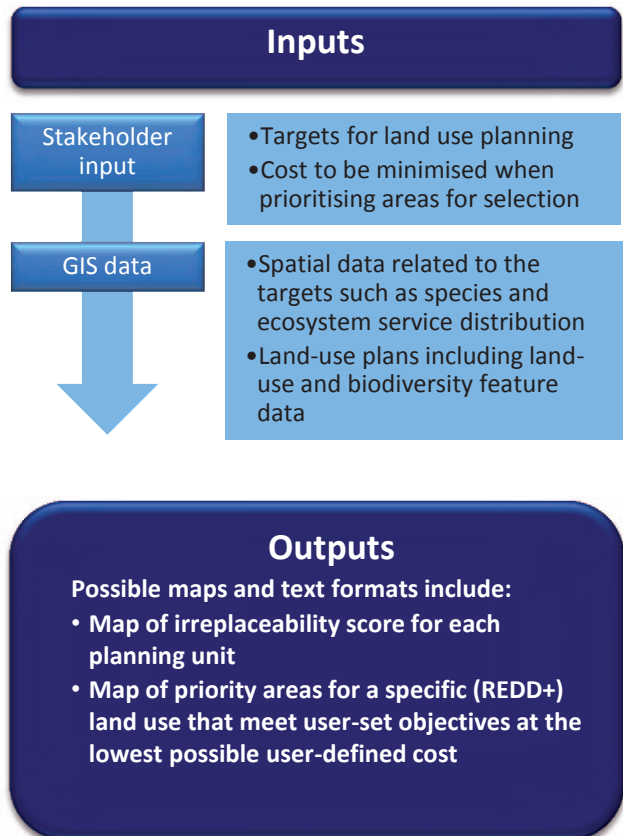 Inputs
Stakeholder
input
•Targets for land use planning
•Cost to be minimised when
prioritising areas for selection
GIS data
•Spatial data related to the
targets such as species and
ecosystem service distribution
•Land-use plans including land-
use and biodiversity feature
data
Outputs
Possible maps and text formats include:
• Map of irreplaceability score for each
planning unit
• Map of priority areas for a specific (REDD+)
land use that meet user-set objectives at the
lowest possible user-defined cost